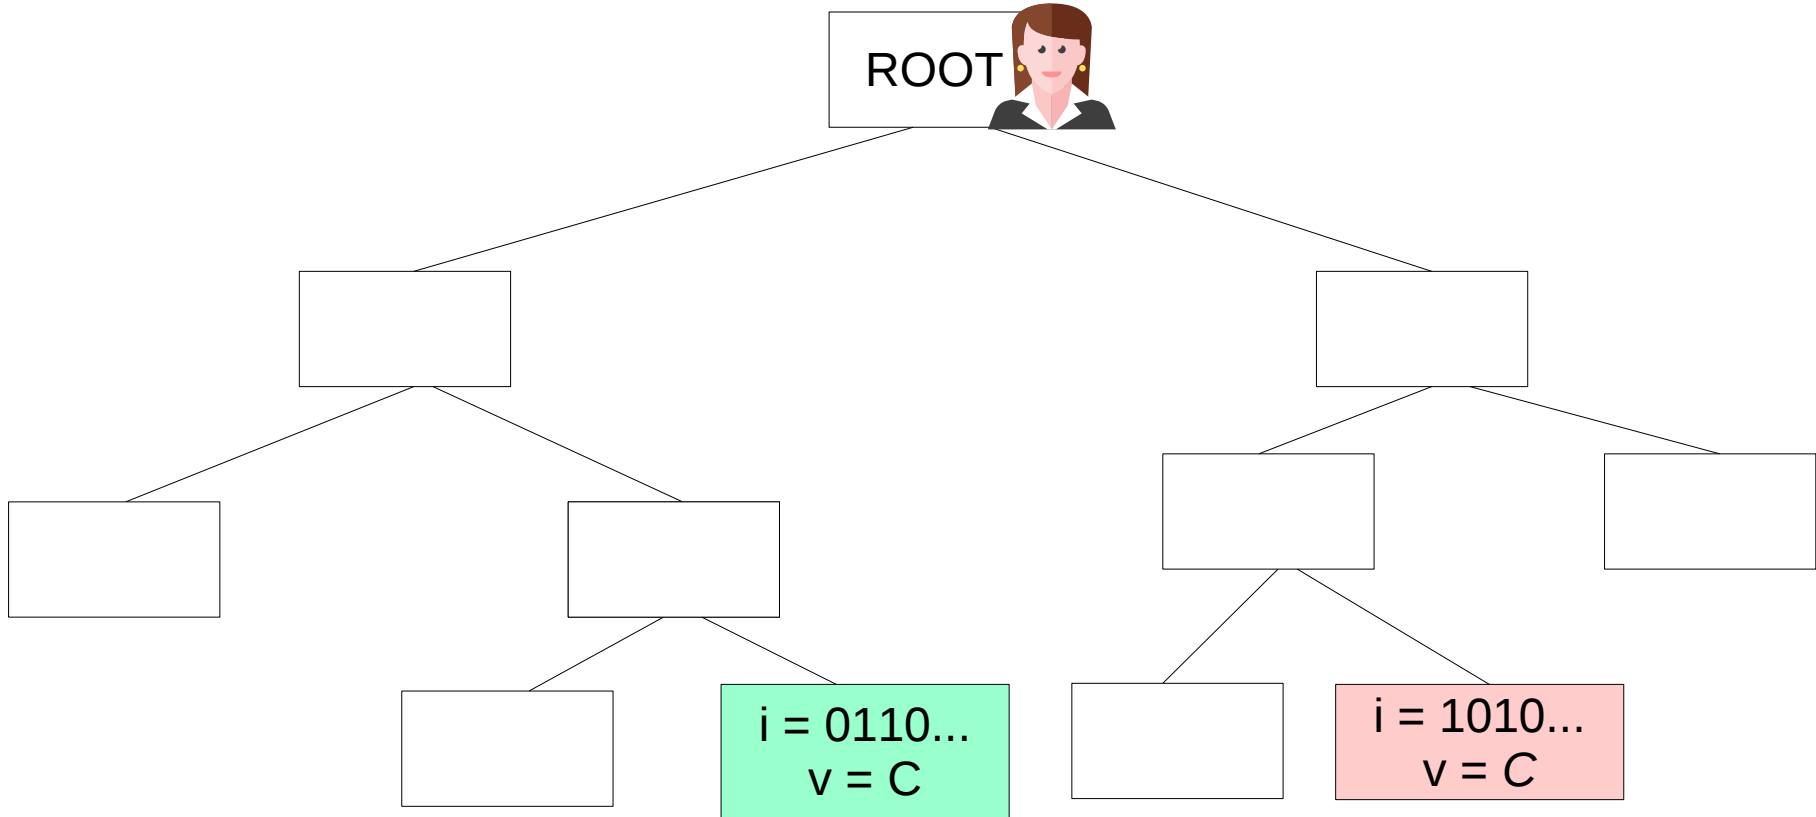 ROOT
i = 0110...
v = C
i = 1010...
v = C